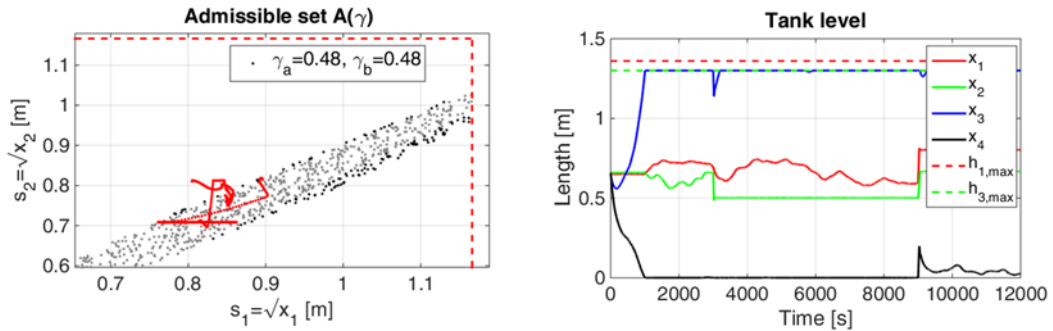 Admissible set A(γ)
γa=0.48, γb=0.48
1.1
1
0.9
0.8
0.7
0.6
s2=√x2 [m]
0.7
0.8
0.9
1
1.1
s1=√x1 [m]
Tank level
1.5
1
0.5
0
Length [m]
x1
x2
x3
x4
h1,max
h3,max
0
2000
4000
6000
8000
10000
12000
Time [s]